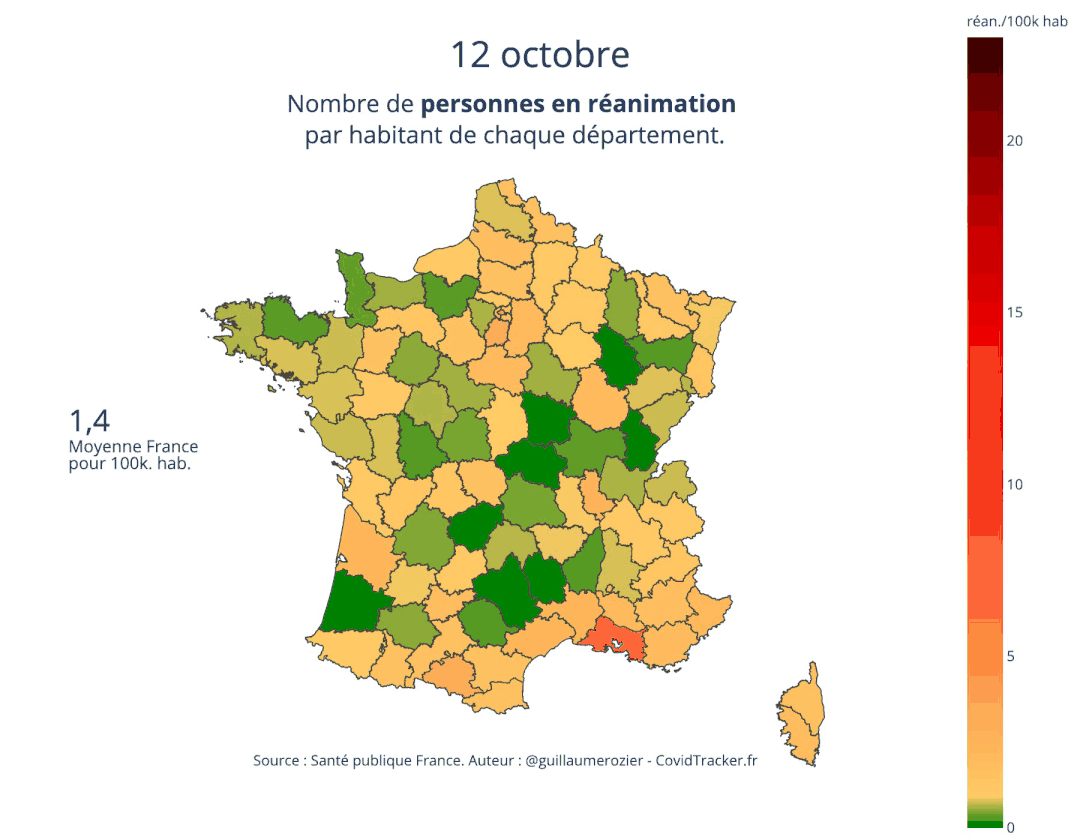 réan./100k hab
12 octobre
Nombre de personnes en réanimation
par habitant de chaque département.
20
15
1,4
Moyenne France
pour 100k. hab.
10
5
Source : Santé publique France. Auteur : @guillaumerozier - CovidTracker.fr
0